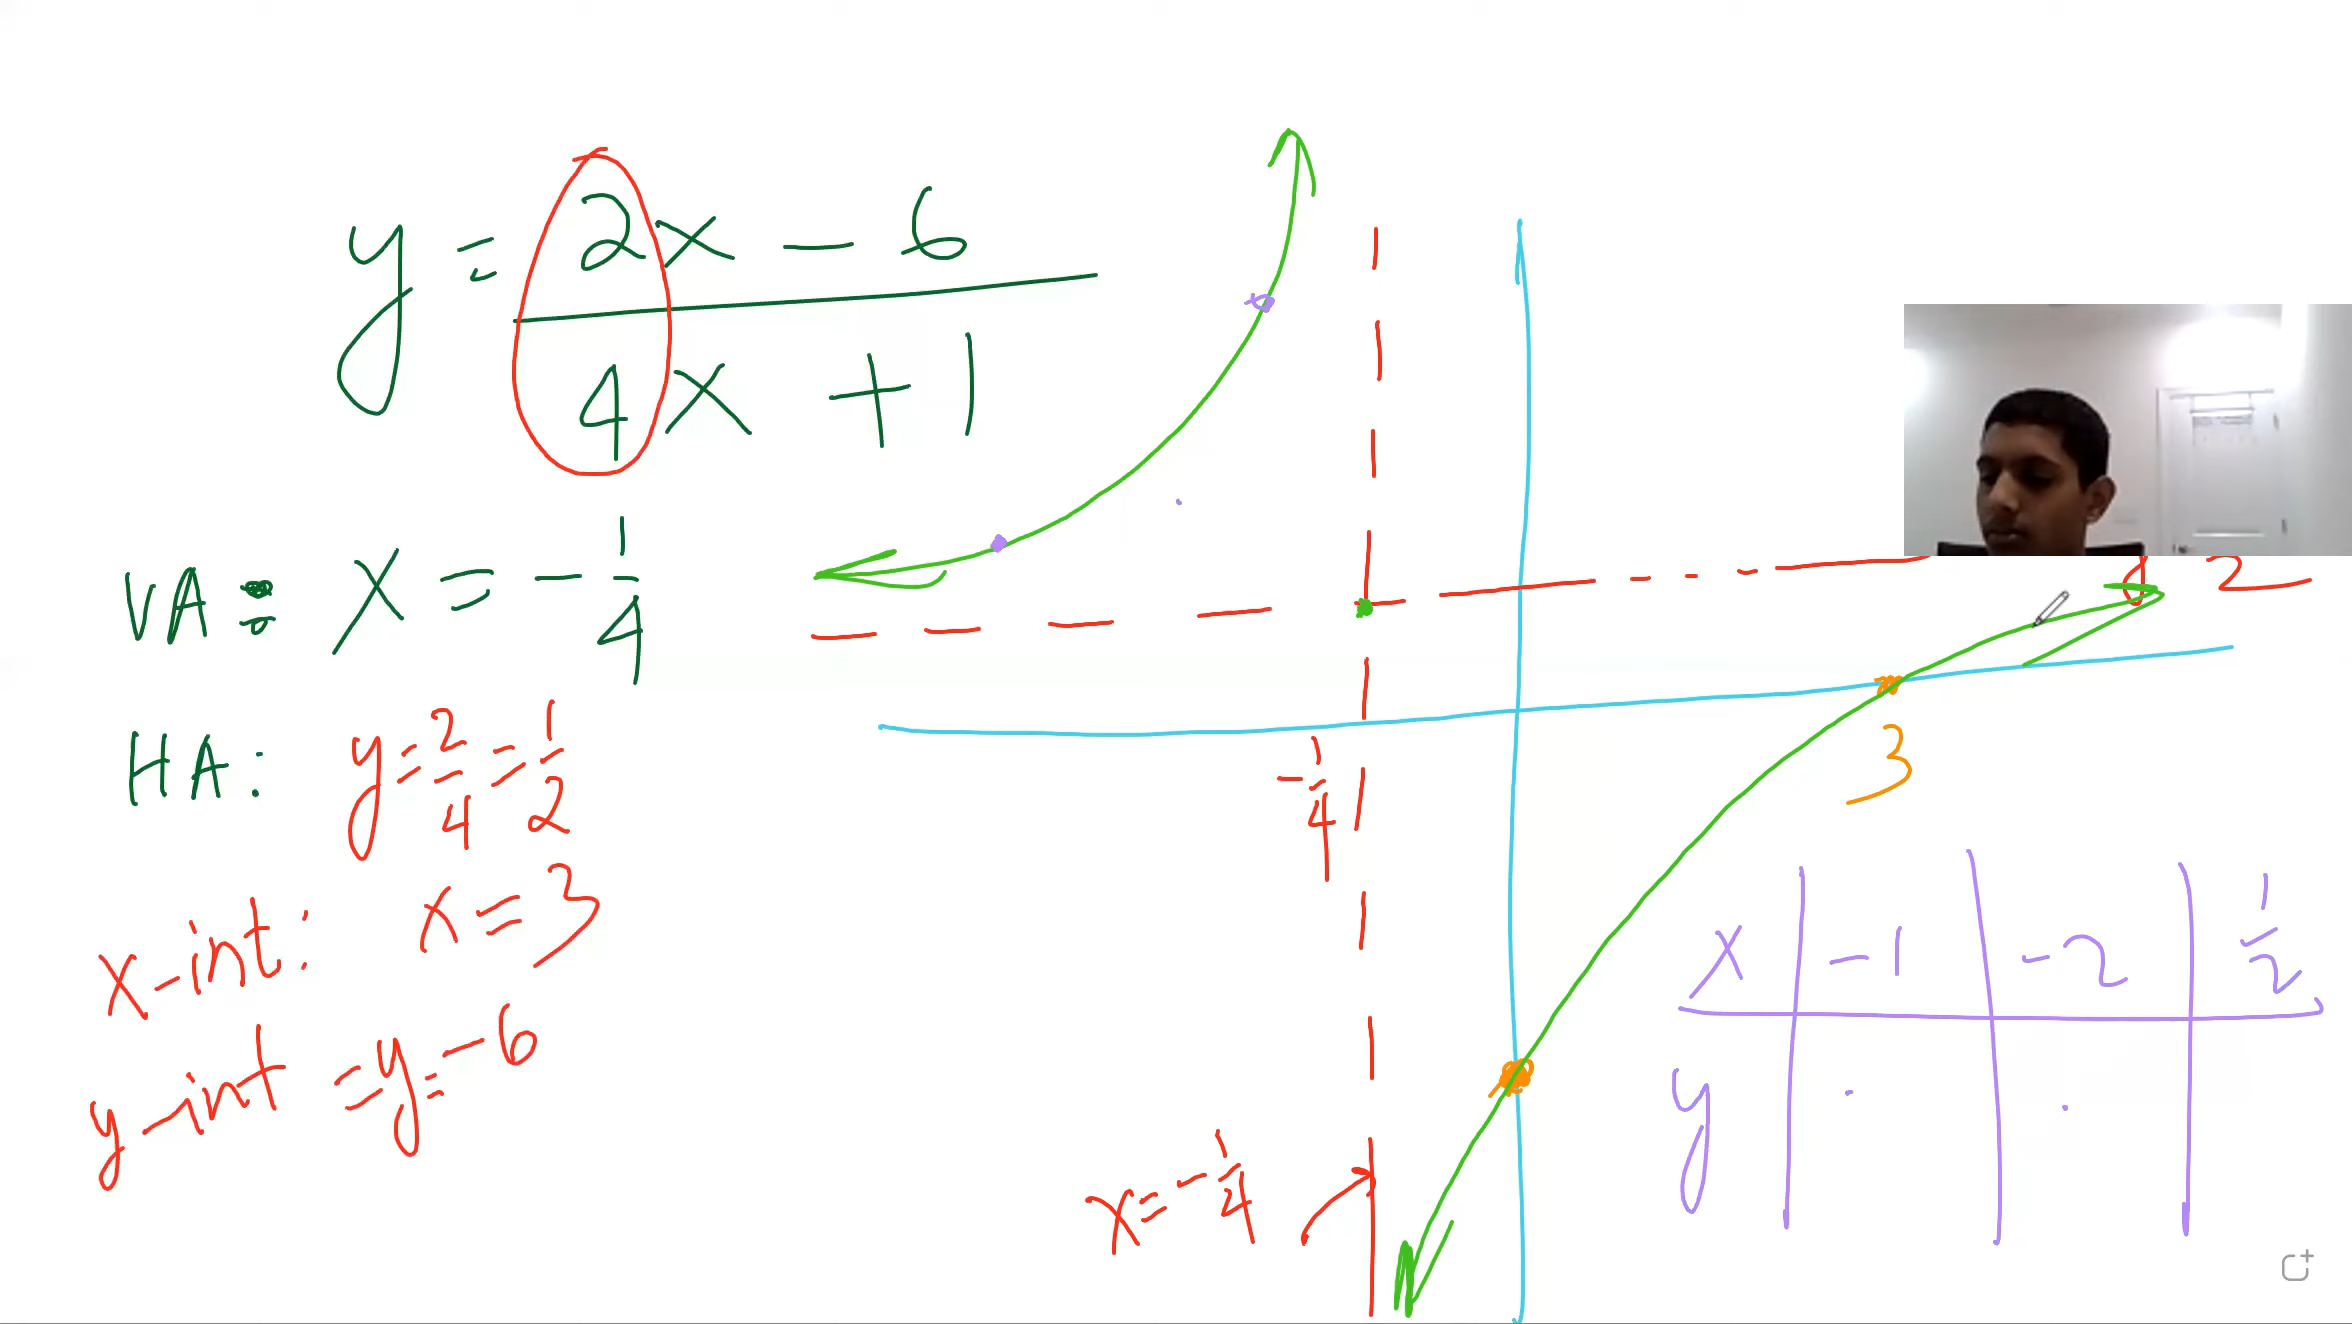 y = 2x - 6
4x + 1
VA: x = -1/4
HA: y = 2/4 = 1/2
x-int: x = 3
y-int = y = -6
-1/4
3
x = -1/4
2
x -1 -2 1/2
y